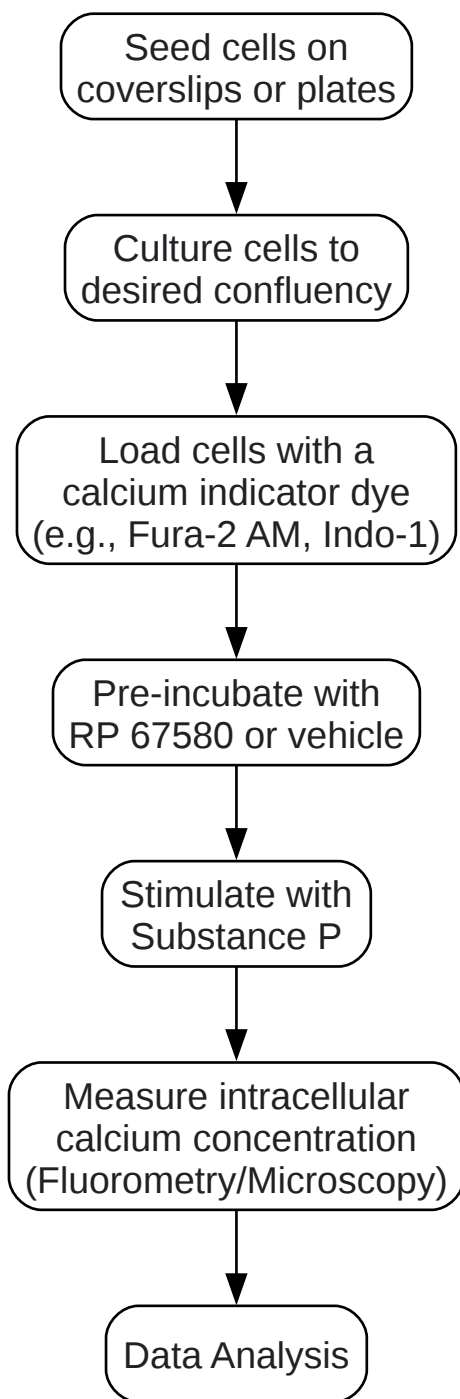 Seed cells on
coverslips or plates
Culture cells to
desired confluency
Load cells with a
calcium indicator dye
(e.g., Fura-2 AM, Indo-1)
Pre-incubate with
RP 67580 or vehicle
Stimulate with
Substance P
Measure intracellular
calcium concentration
(Fluorometry/Microscopy)
Data Analysis